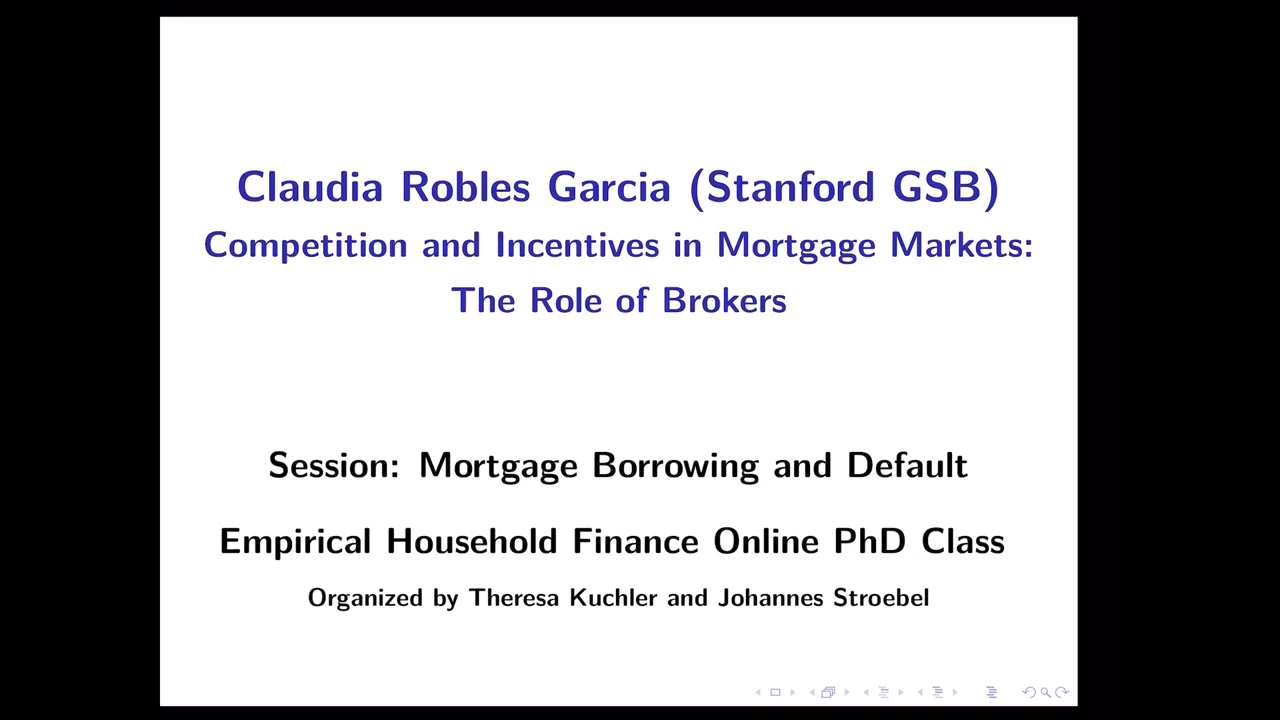 Claudia Robles Garcia (Stanford GSB)
Competition and Incentives in Mortgage Markets:
The Role of Brokers
Session: Mortgage Borrowing and Default
Empirical Household Finance Online PhD Class
Organized by Theresa Kuchler and Johannes Stroebel